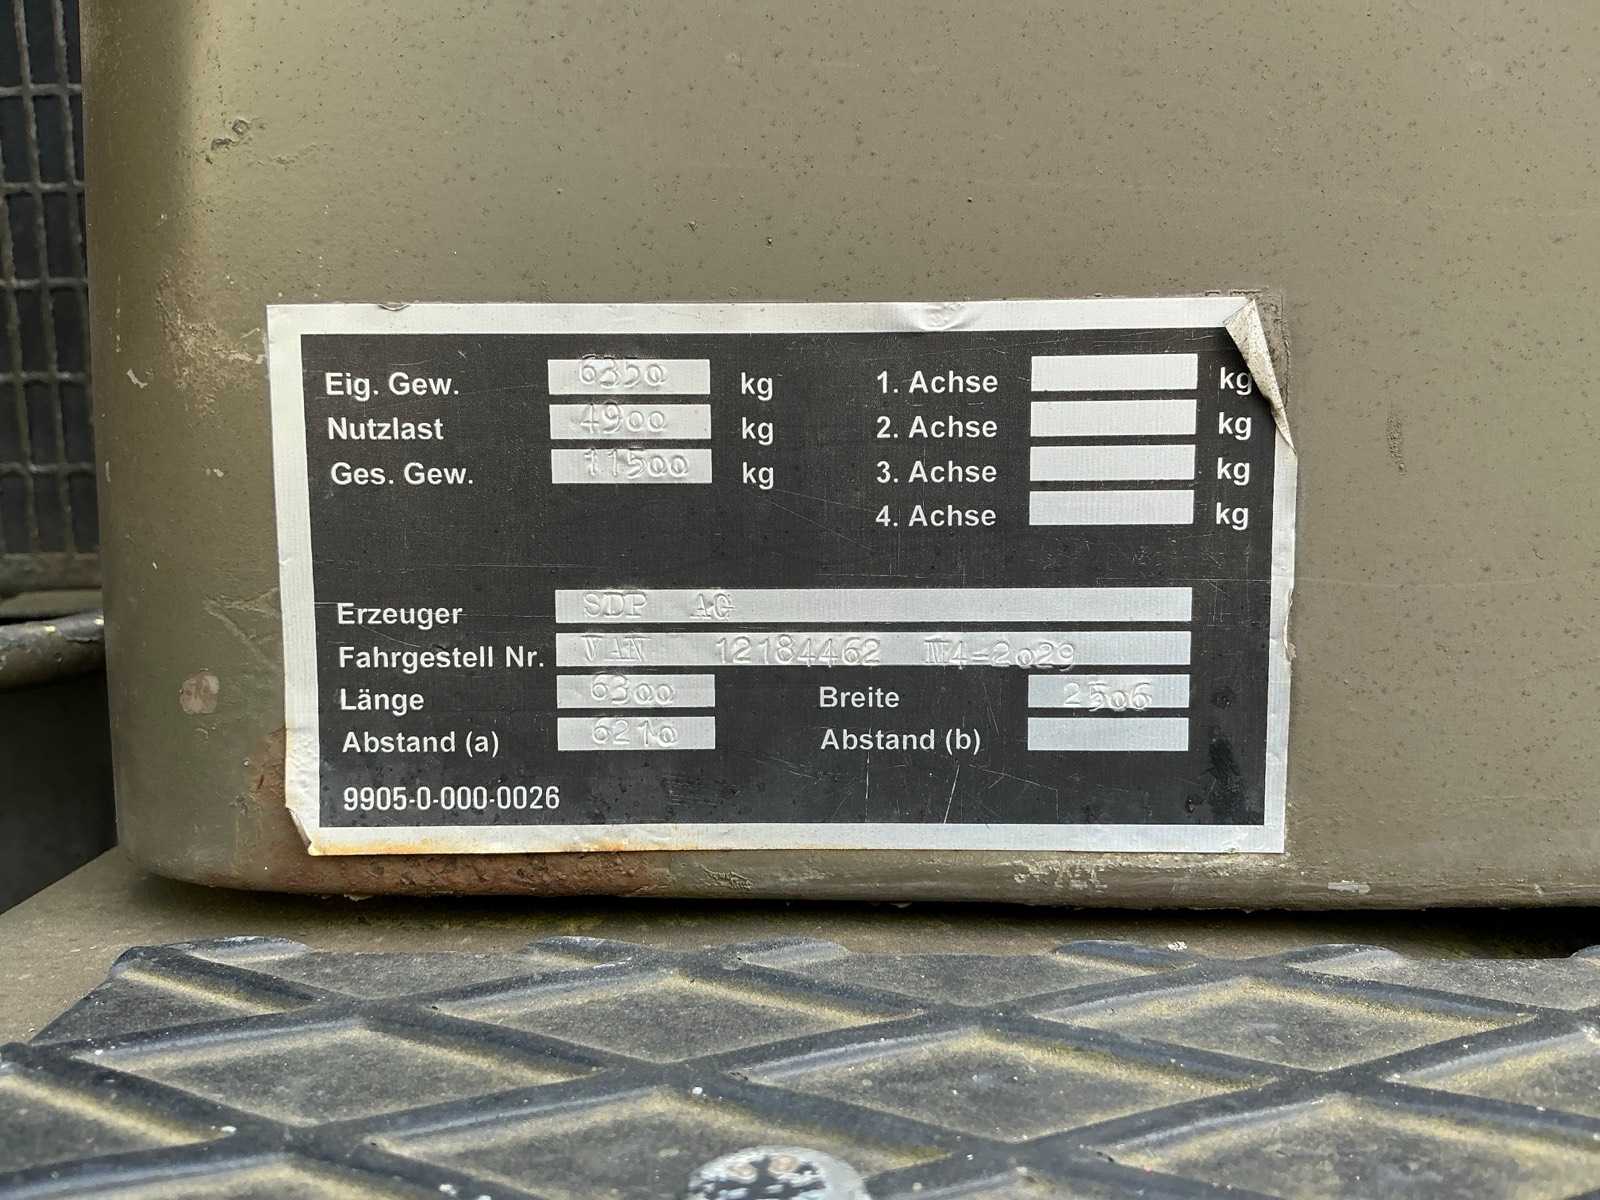 Eig. Gew. 6350 kg 1. Achse kg
Nutzlast 4900 kg 2. Achse kg
Ges. Gew. 11500 kg 3. Achse kg
4. Achse kg
Erzeuger SDP AG
Fahrgestell Nr. VAN 12184462 N4-2029
Länge 6300 Breite 2506
Abstand (a) 6210 Abstand (b)
9905-0-000-0026